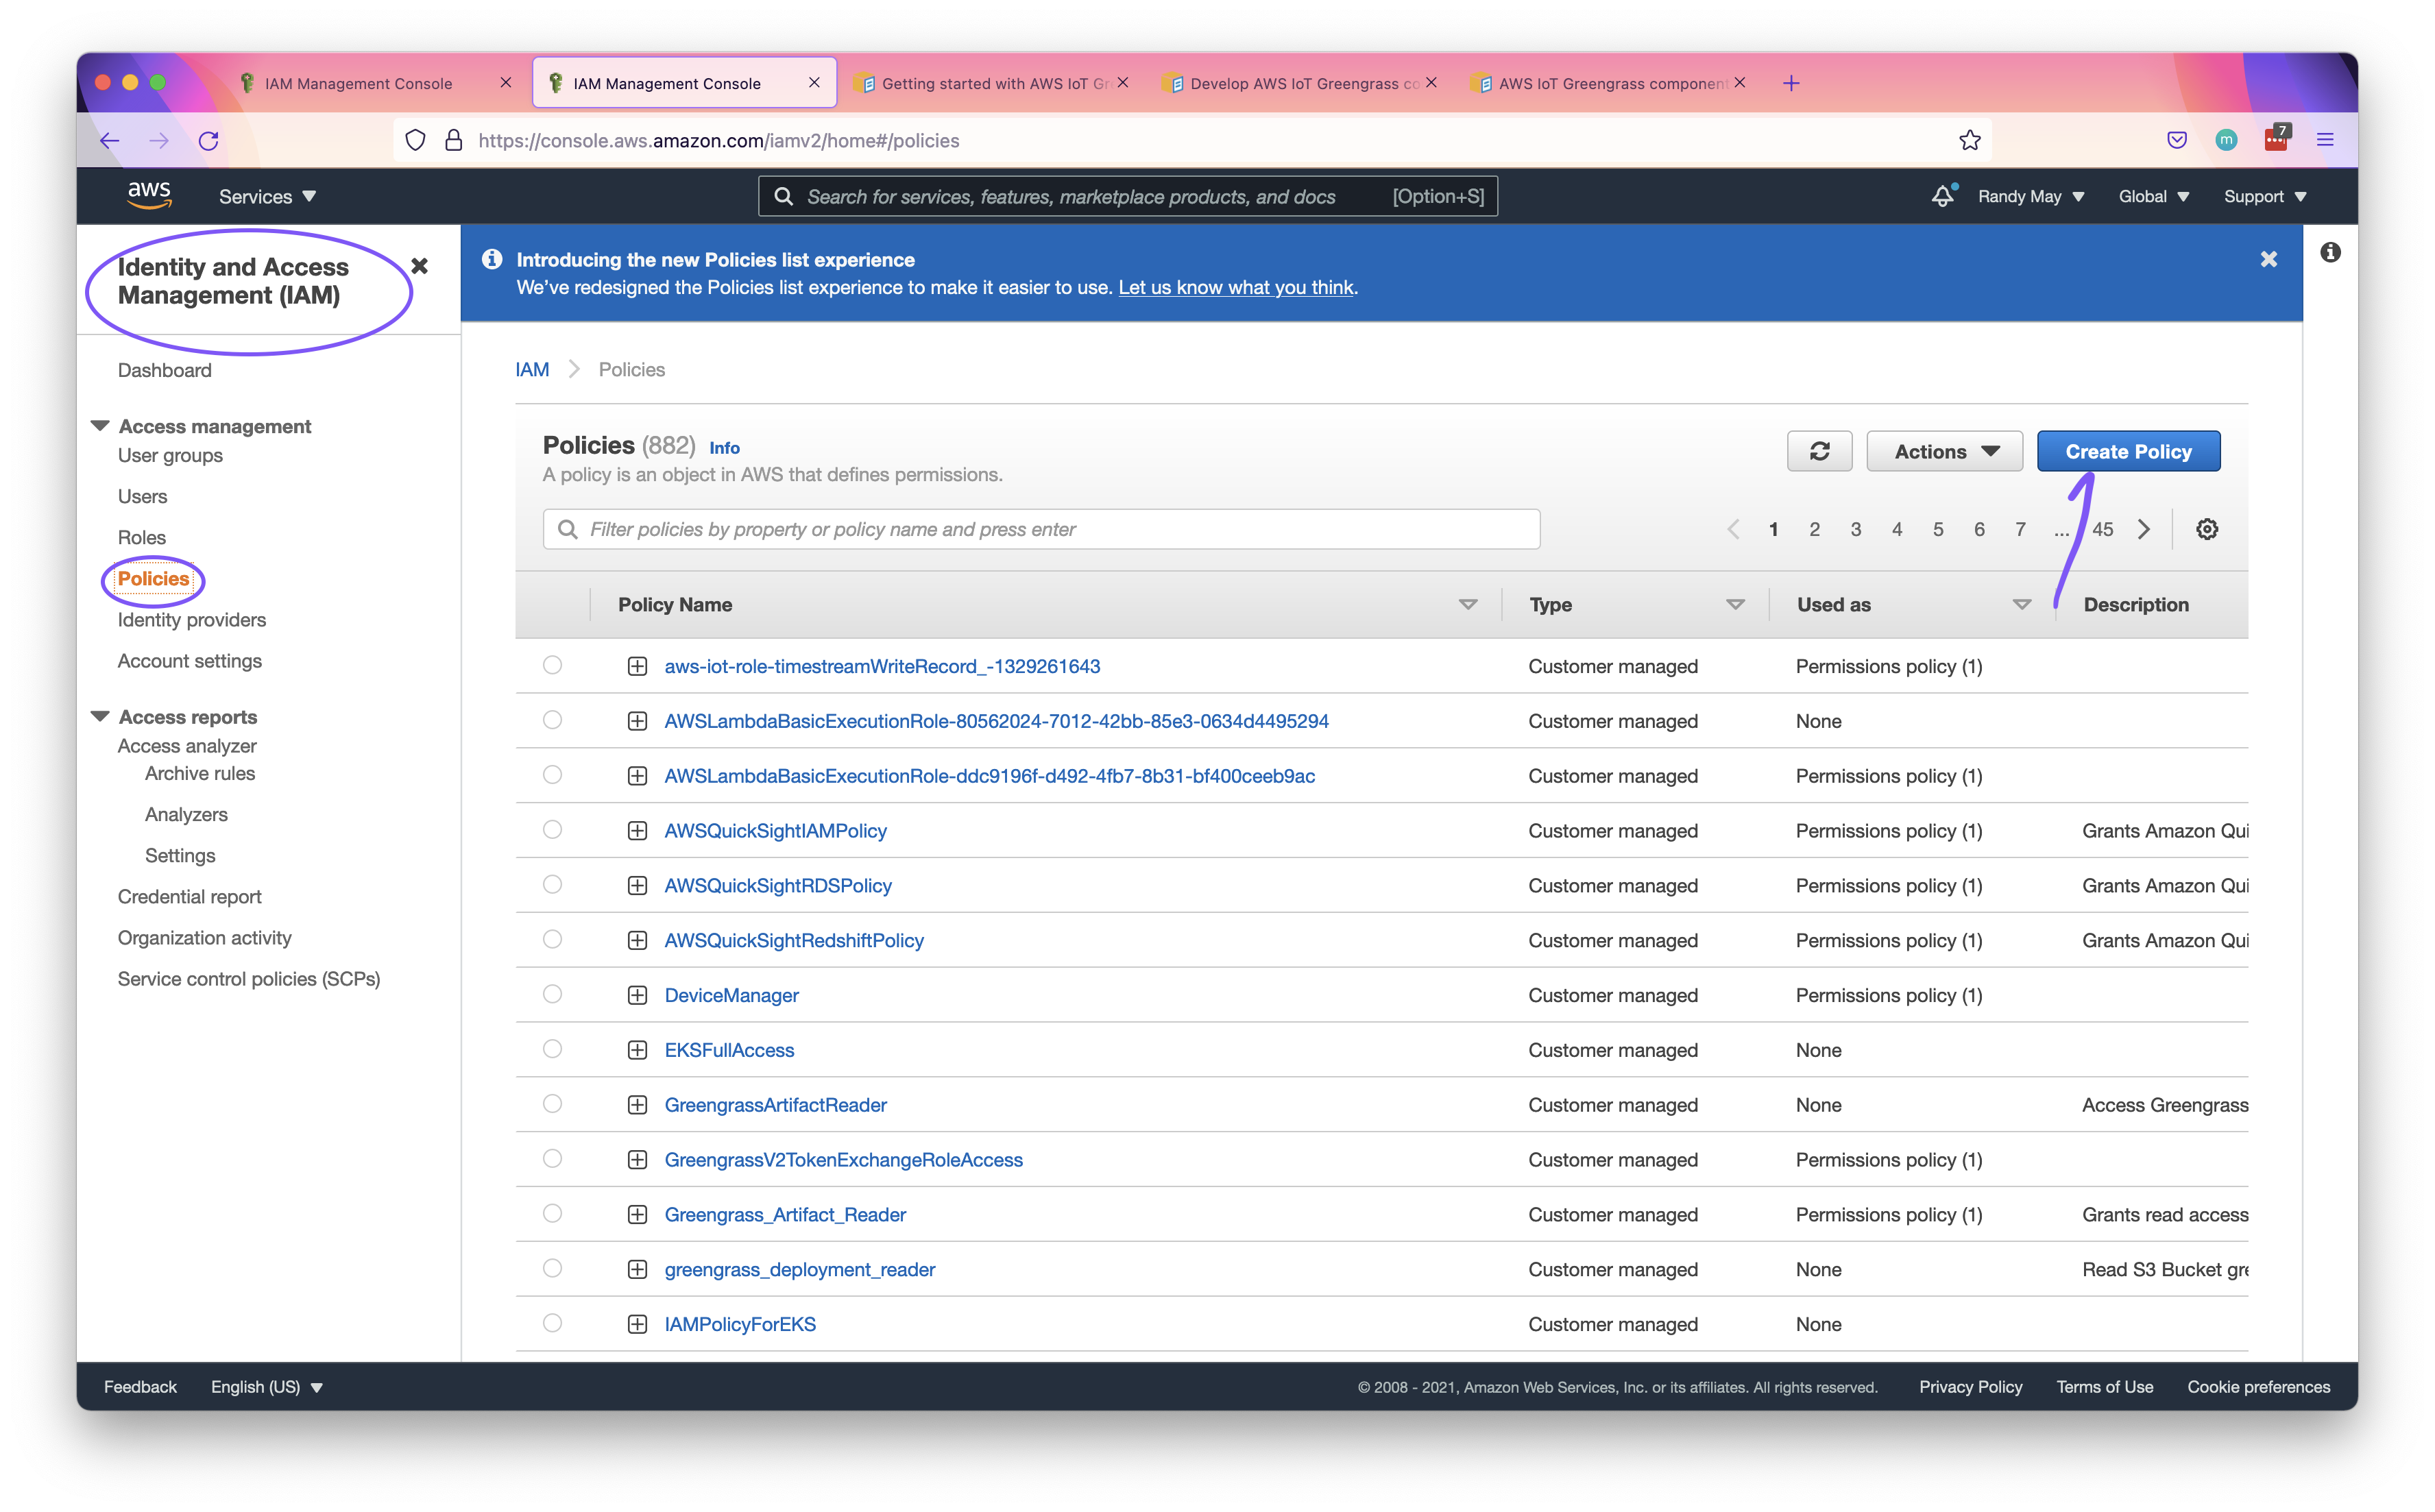 IAM Management Console
IAM Management Console
Getting started with AWS IoT Gr
Develop AWS IoT Greengrass co
AWS IoT Greengrass component
https://console.aws.amazon.com/iamv2/home#/policies
m
7
aws
Services
Search for services, features, marketplace products, and docs
[Option+S]
Randy May
Global
Support
Identity and Access
Management (IAM)
Introducing the new Policies list experience
We've redesigned the Policies list experience to make it easier to use. Let us know what you think.
Dashboard
Access management
User groups
Users
Roles
Policies
Identity providers
Account settings
Access reports
Access analyzer
Archive rules
Analyzers
Settings
Credential report
Organization activity
Service control policies (SCPs)
IAM > Policies
Policies (882) Info
A policy is an object in AWS that defines permissions.
Actions
Create Policy
Filter policies by property or policy name and press enter
1 2 3 4 5 6 7 ... 45
Policy Name Type Used as Description
aws-iot-role-timestreamWriteRecord_-1329261643 Customer managed Permissions policy (1)
AWSLambdaBasicExecutionRole-80562024-7012-42bb-85e3-0634d4495294 Customer managed None
AWSLambdaBasicExecutionRole-ddc9196f-d492-4fb7-8b31-bf400ceeb9ac Customer managed Permissions policy (1)
AWSQuickSightIAMPolicy Customer managed Permissions policy (1) Grants Amazon Qui
AWSQuickSightRDSPolicy Customer managed Permissions policy (1) Grants Amazon Qui
AWSQuickSightRedshiftPolicy Customer managed Permissions policy (1) Grants Amazon Qui
DeviceManager Customer managed Permissions policy (1)
EKSFullAccess Customer managed None
GreengrassArtifactReader Customer managed None Access Greengrass
GreengrassV2TokenExchangeRoleAccess Customer managed Permissions policy (1)
Greengrass_Artifact_Reader Customer managed Permissions policy (1) Grants read access
greengrass_deployment_reader Customer managed None Read S3 Bucket gre
IAMPolicyForEKS Customer managed None
Feedback
English (US)
© 2008 - 2021, Amazon Web Services, Inc. or its affiliates. All rights reserved.
Privacy Policy
Terms of Use
Cookie preferences